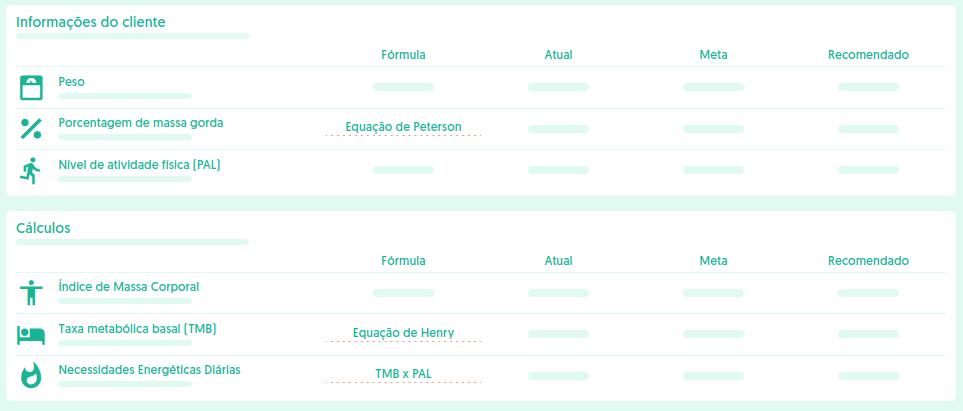 Informações do cliente
Fórmula Atual Meta Recomendado
Peso
Porcentagem de massa gorda Equação de Peterson
Nível de atividade física (PAL)
Cálculos
Fórmula Atual Meta Recomendado
Índice de Massa Corporal
Taxa metabólica basal (TMB) Equação de Henry
Necessidades Energéticas Diárias TMB x PAL